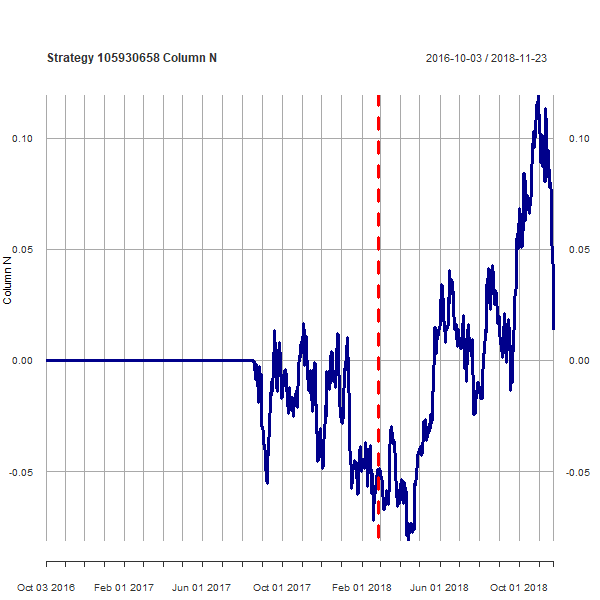 Strategy 105930658 Column N
2016-10-03 / 2018-11-23
0.10
0.10
0.05
0.05
Column N
0.00
0.00
-0.05
-0.05
Oct 03 2016
Feb 01 2017
Jun 01 2017
Oct 01 2017
Feb 01 2018
Jun 01 2018
Oct 01 2018